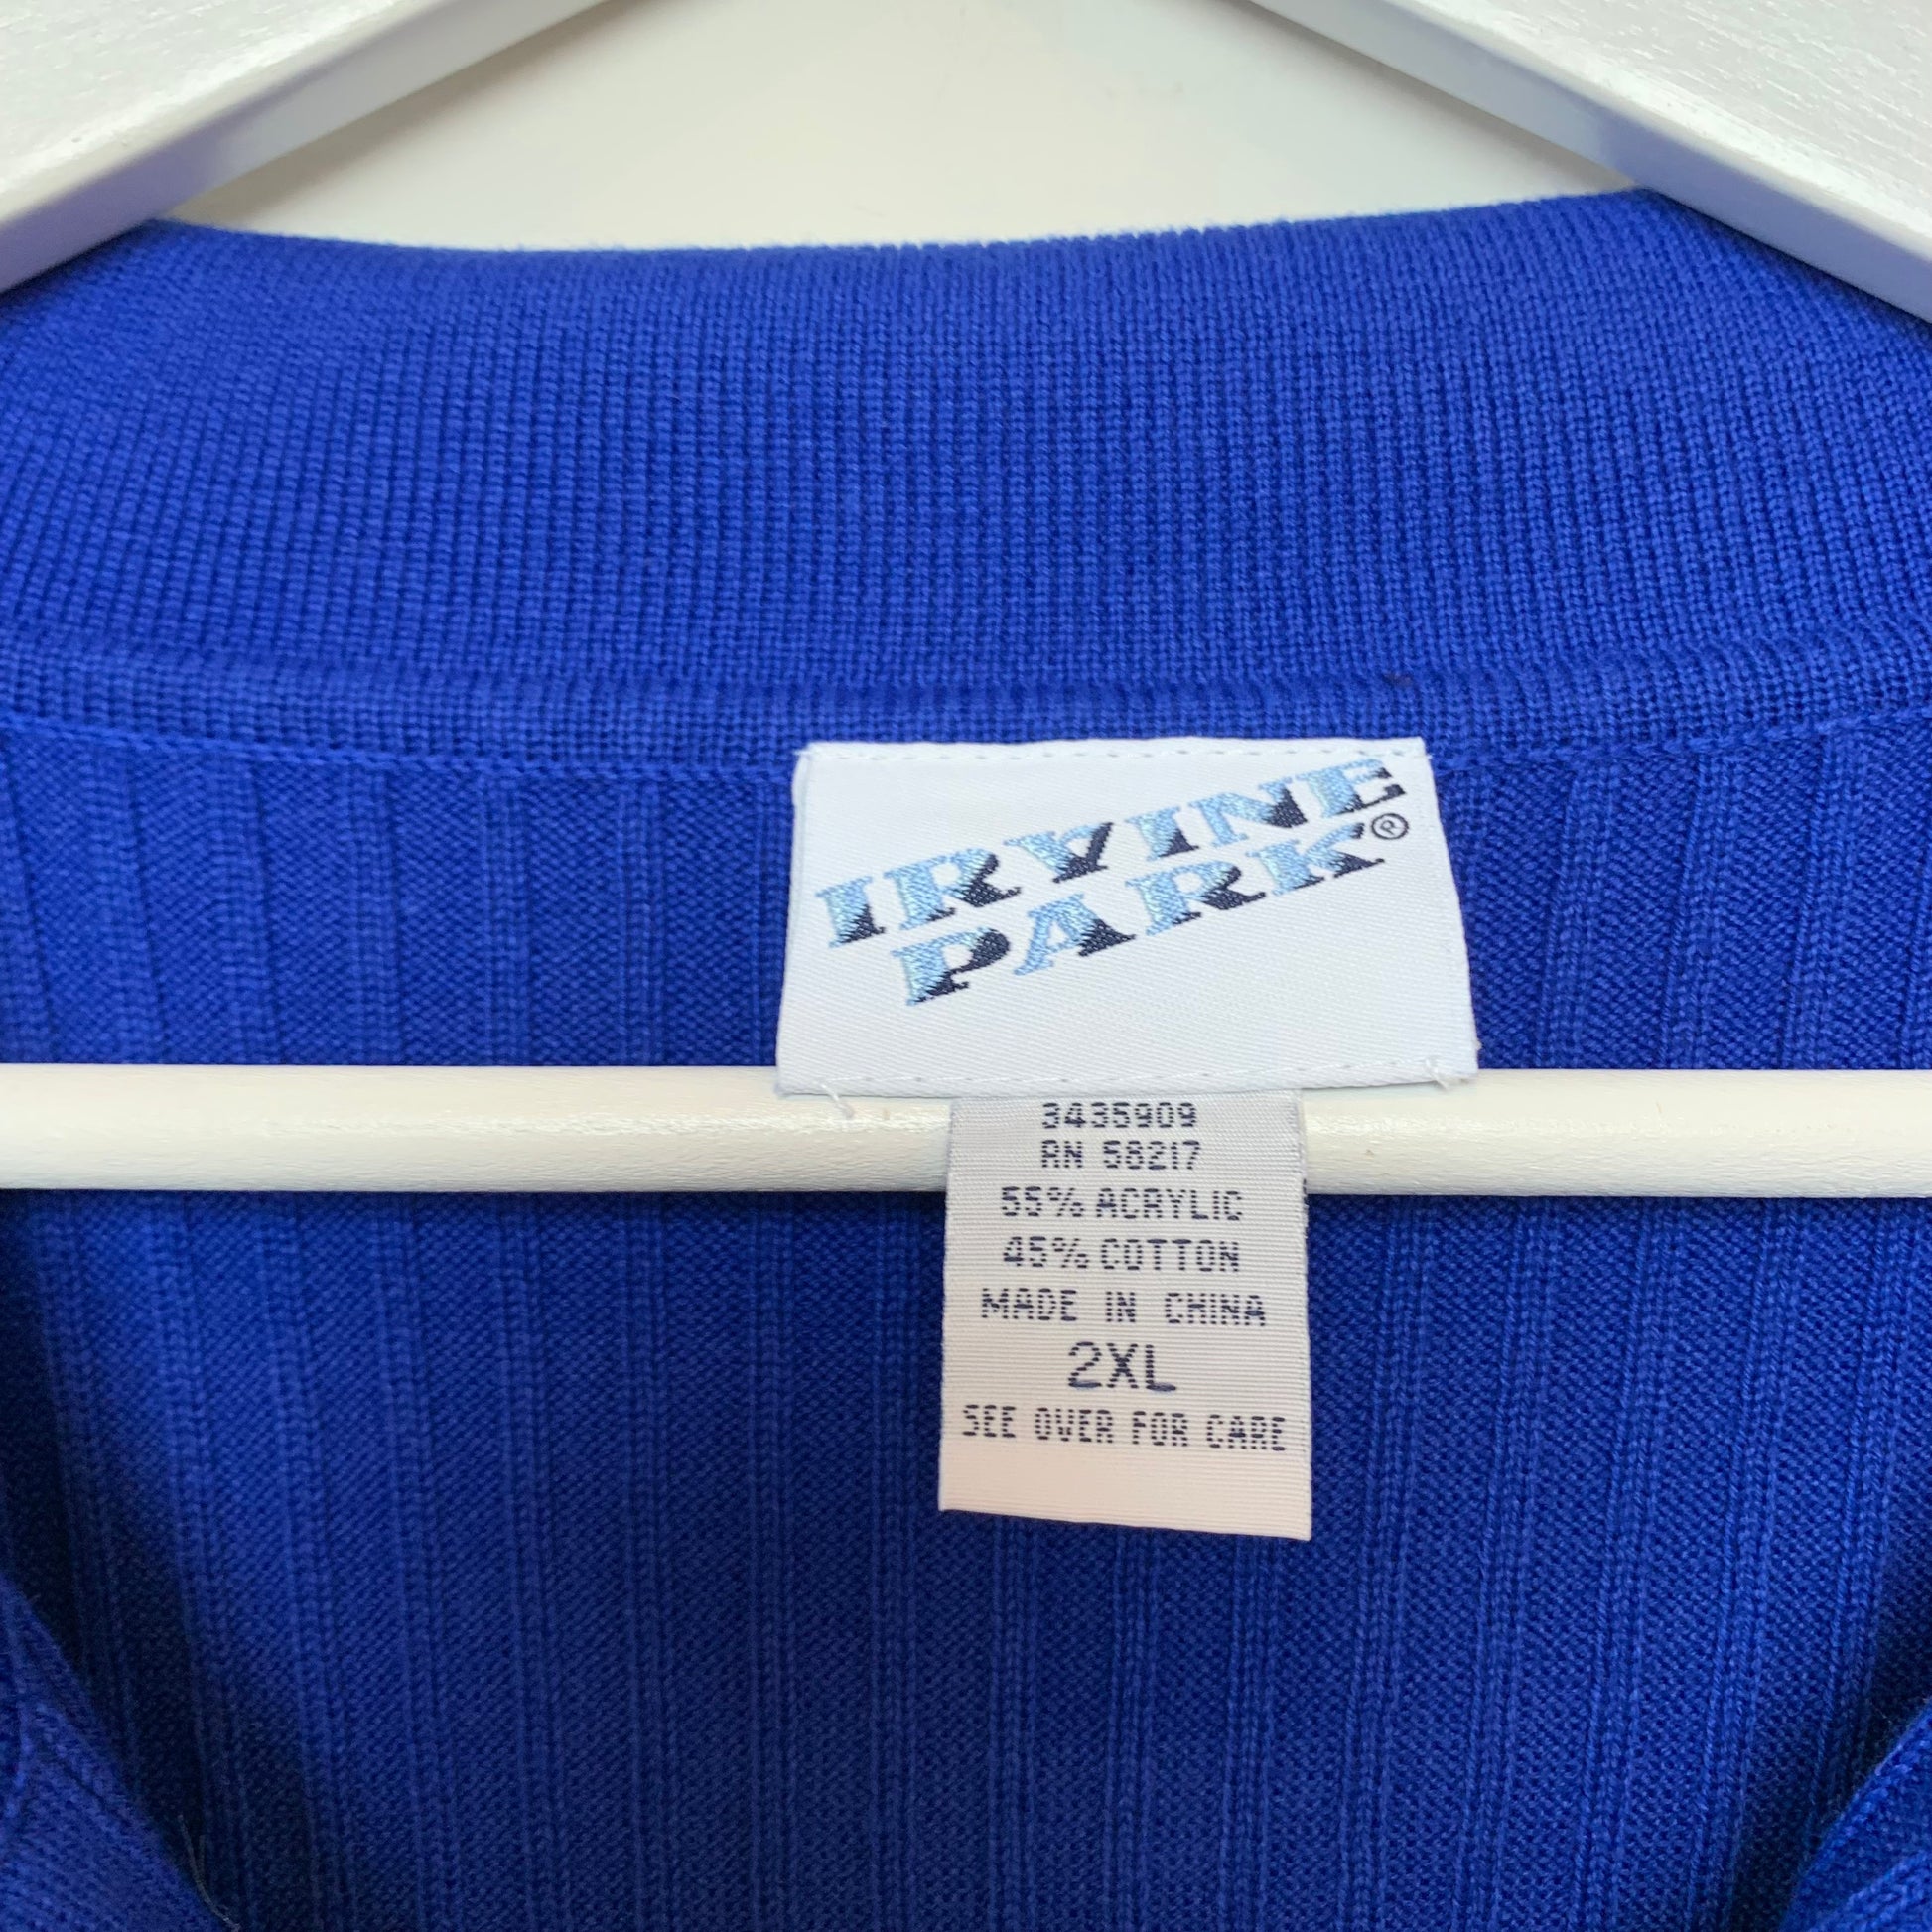 IRVINE
PARK®
3435909
RN 58217
55% ACRYLIC
45% COTTON
MADE IN CHINA
2XL
SEE OVER FOR CARE